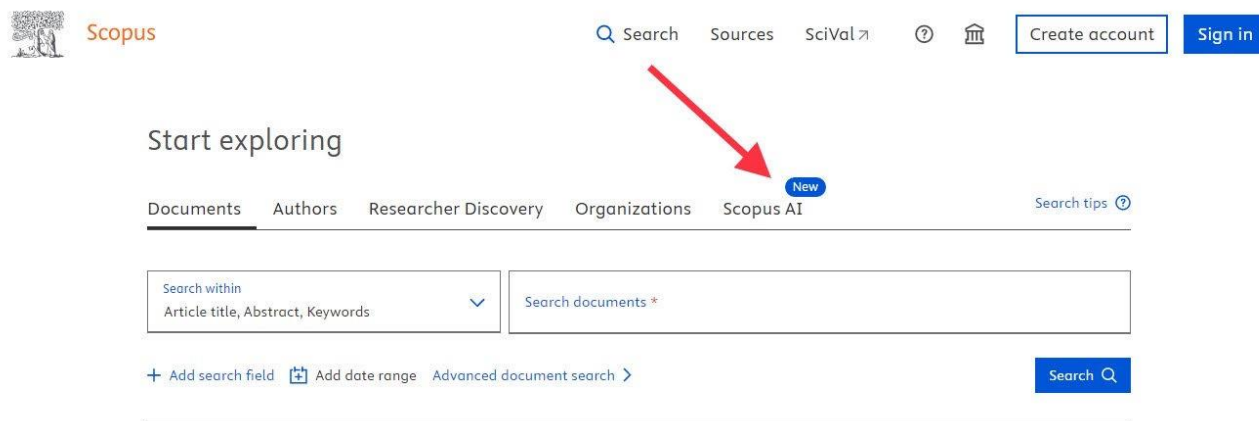 Scopus
Search Sources SciVal Create account Sign in
Start exploring
New
Documents Authors Researcher Discovery Organizations Scopus AI Search tips
Search within
Article title, Abstract, Keywords
Search documents *
Add search field Add date range Advanced document search
Search